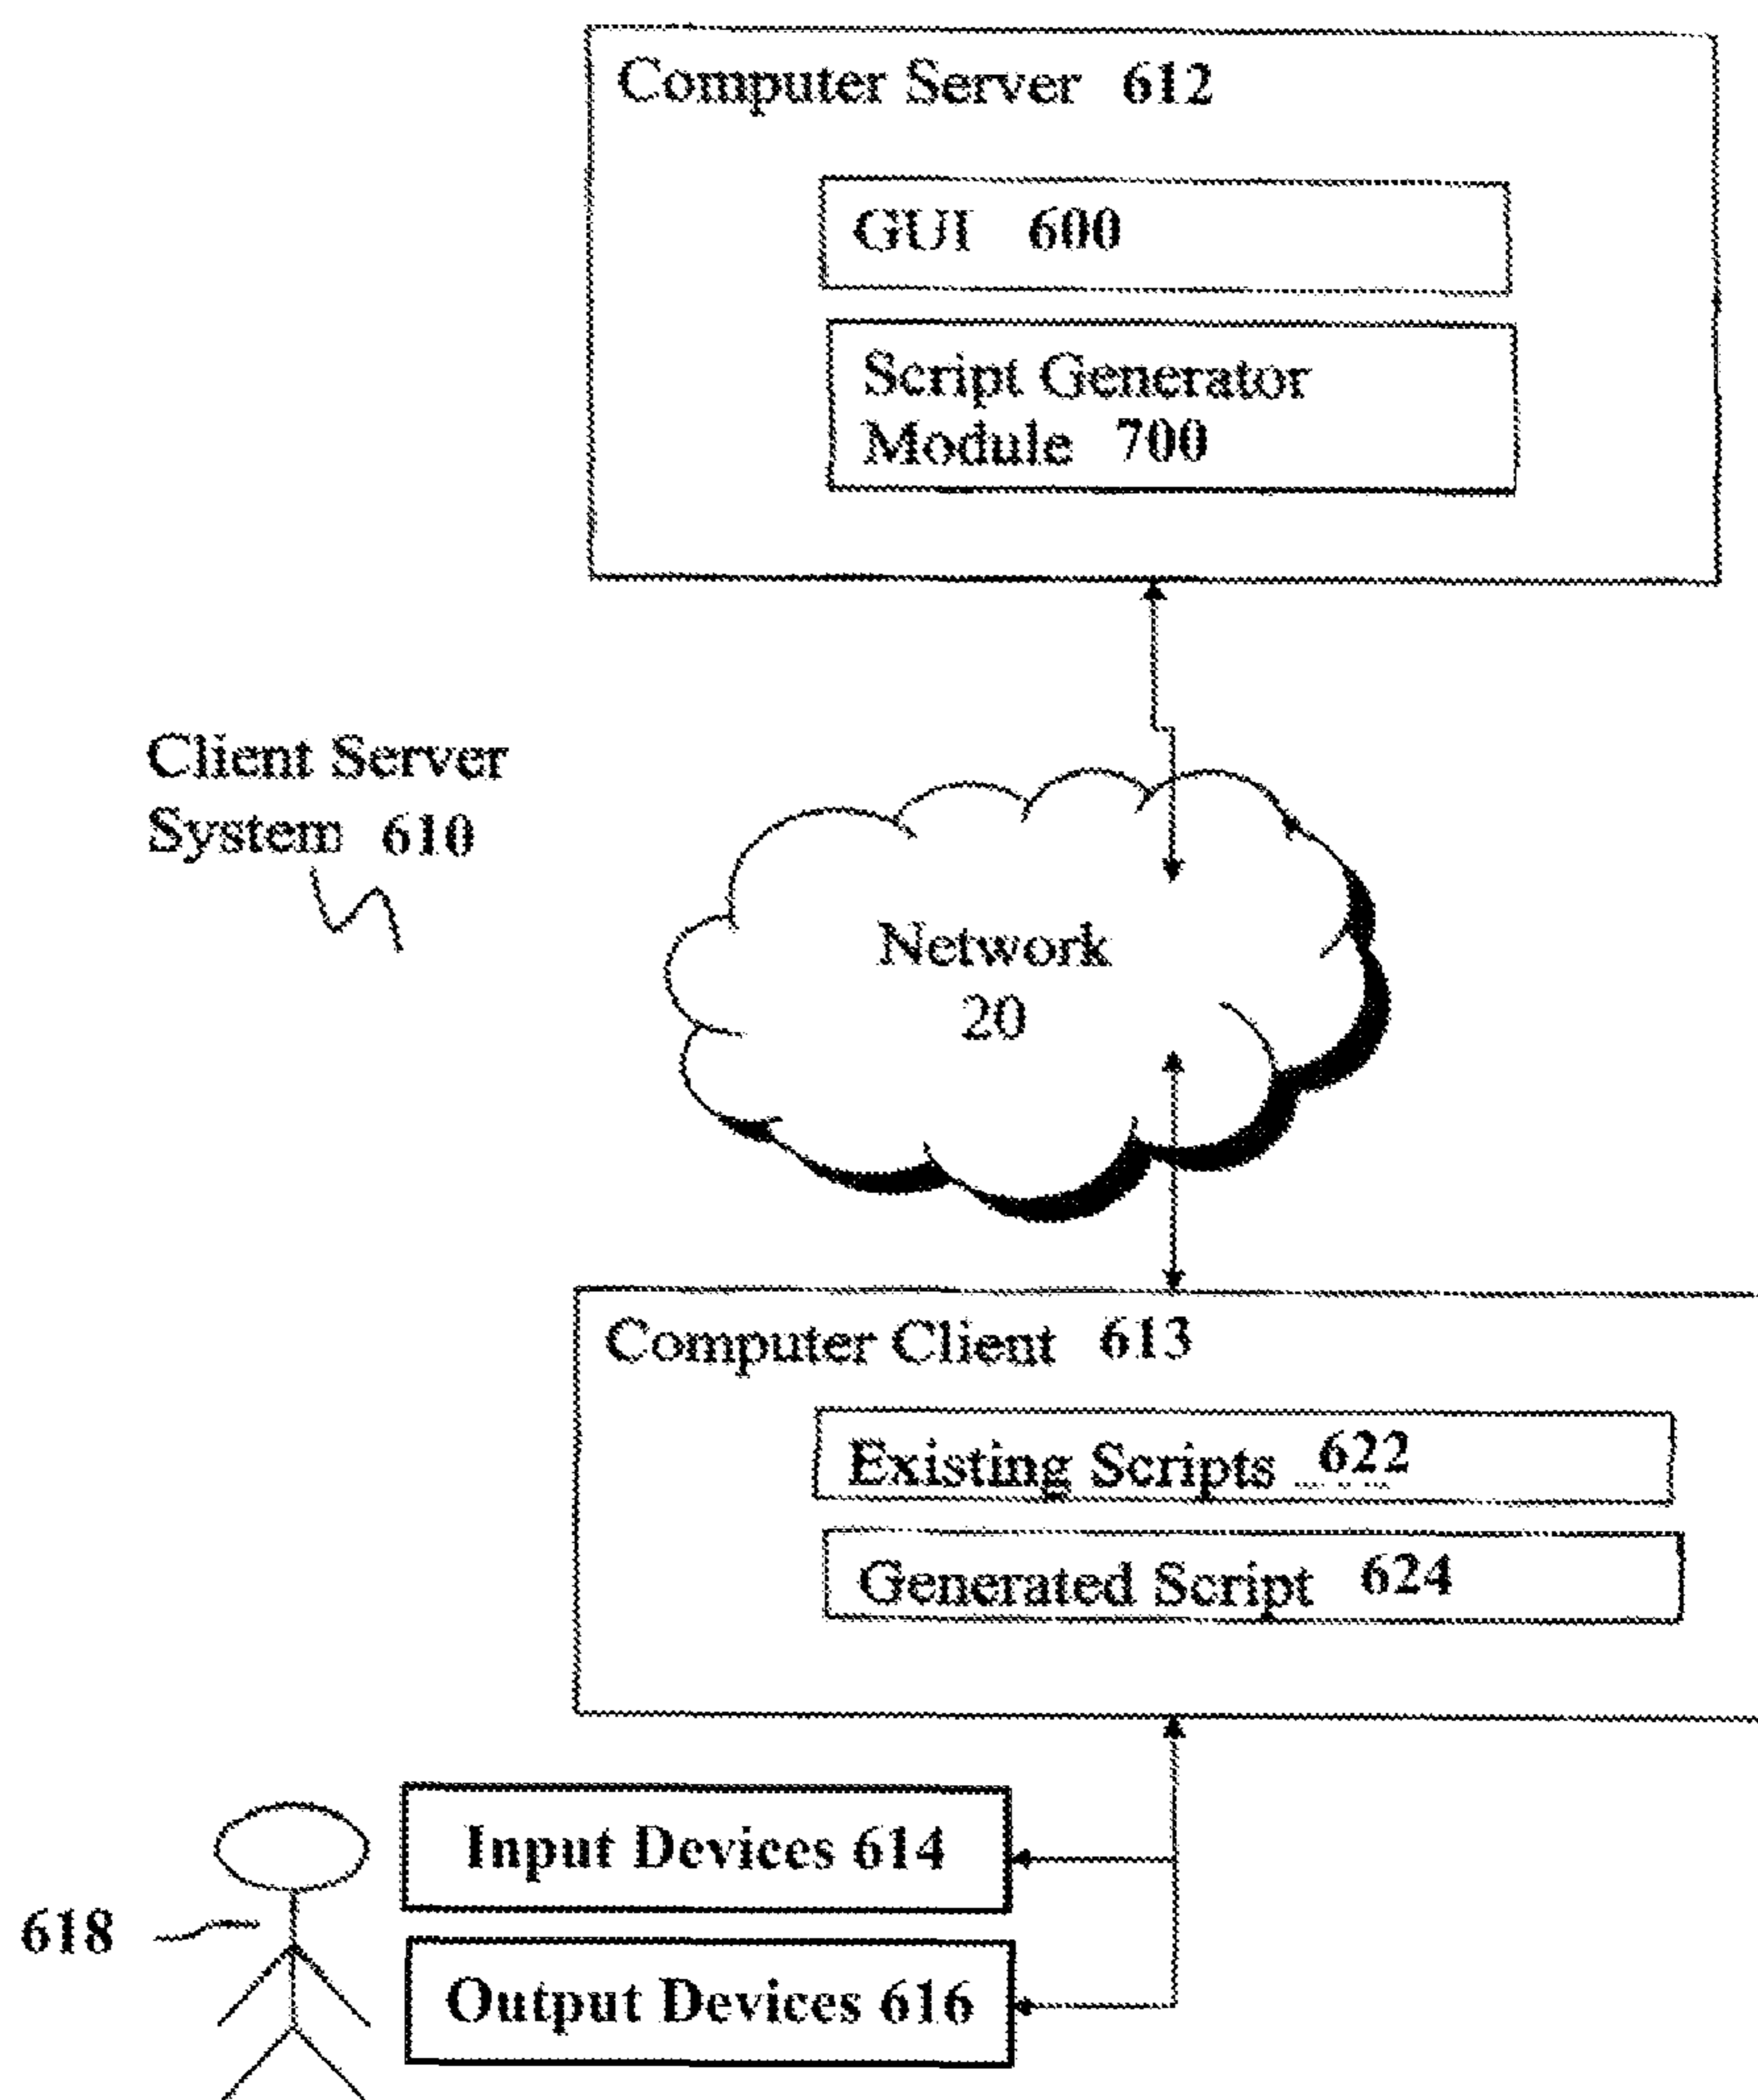 Computer Server 612
GUI 600
Script Generator
Module 700
Client Server
System 610
Network
20
Computer Client 613
Existing Scripts 622
Generated Script 624
Input Devices 614
618
Output Devices 616